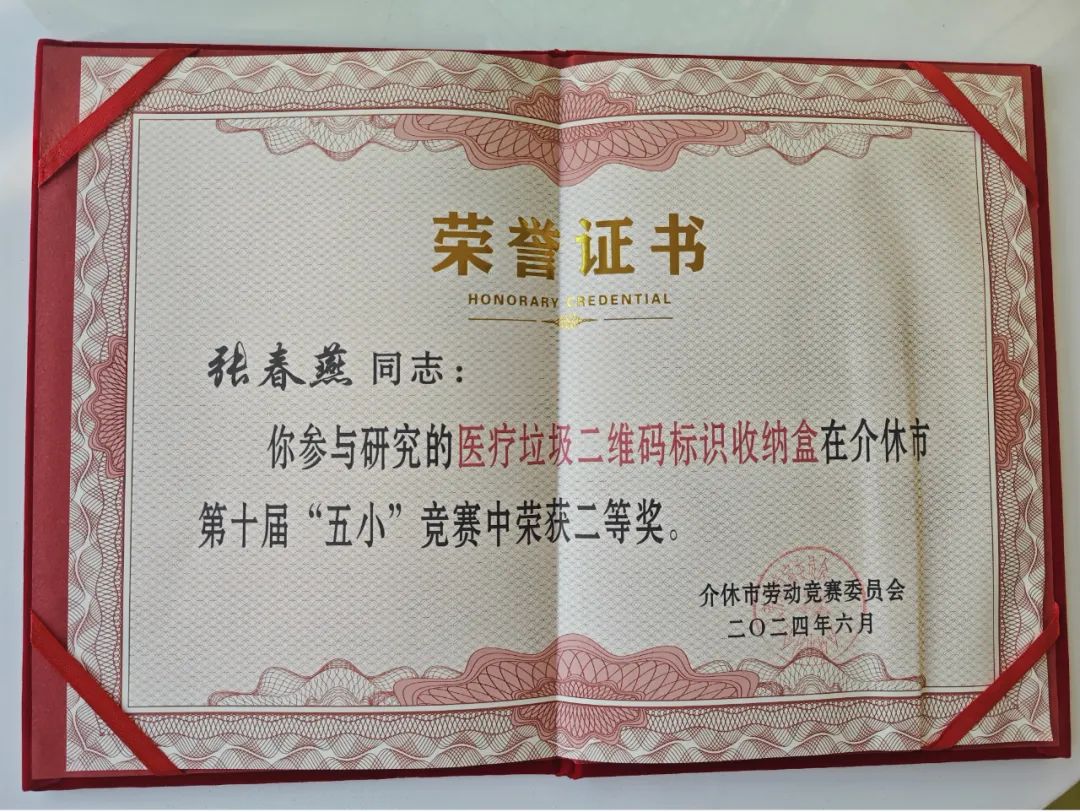 荣誉证书
HONORARY CREDENTIAL
张春燕同志：
你参与研究的医疗垃圾二维码标识收纳盒在介休市
第十届“五小”竞赛中荣获二等奖。
介休市劳动竞赛委员会
二〇二四年六月